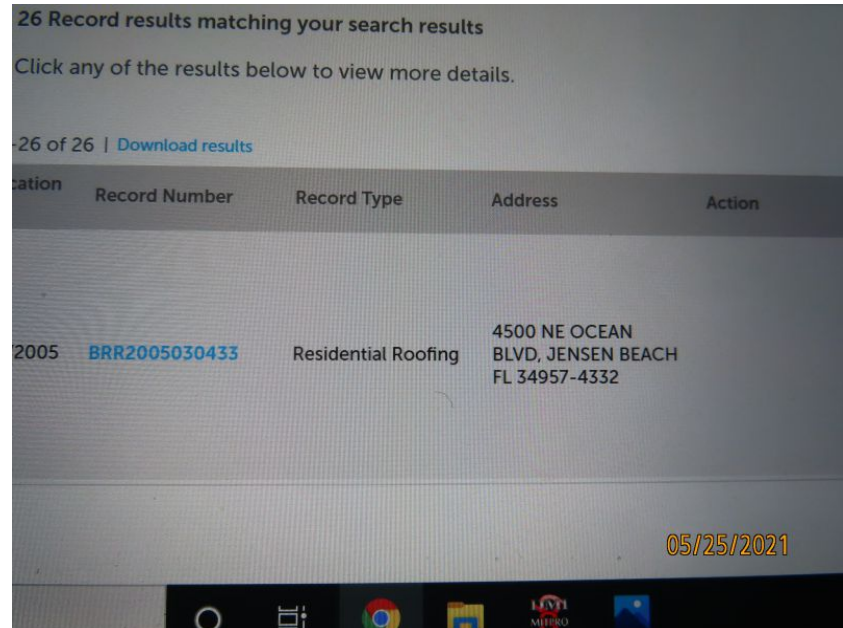 26 Record results matching your search results
Click any of the results below to view more details.
-26 of 26 | Download results
cation Record Number Record Type Address Action
/2005 BRR2005030433 Residential Roofing 4500 NE OCEAN
BLVD, JENSEN BEACH
FL 34957-4332
05/25/2021